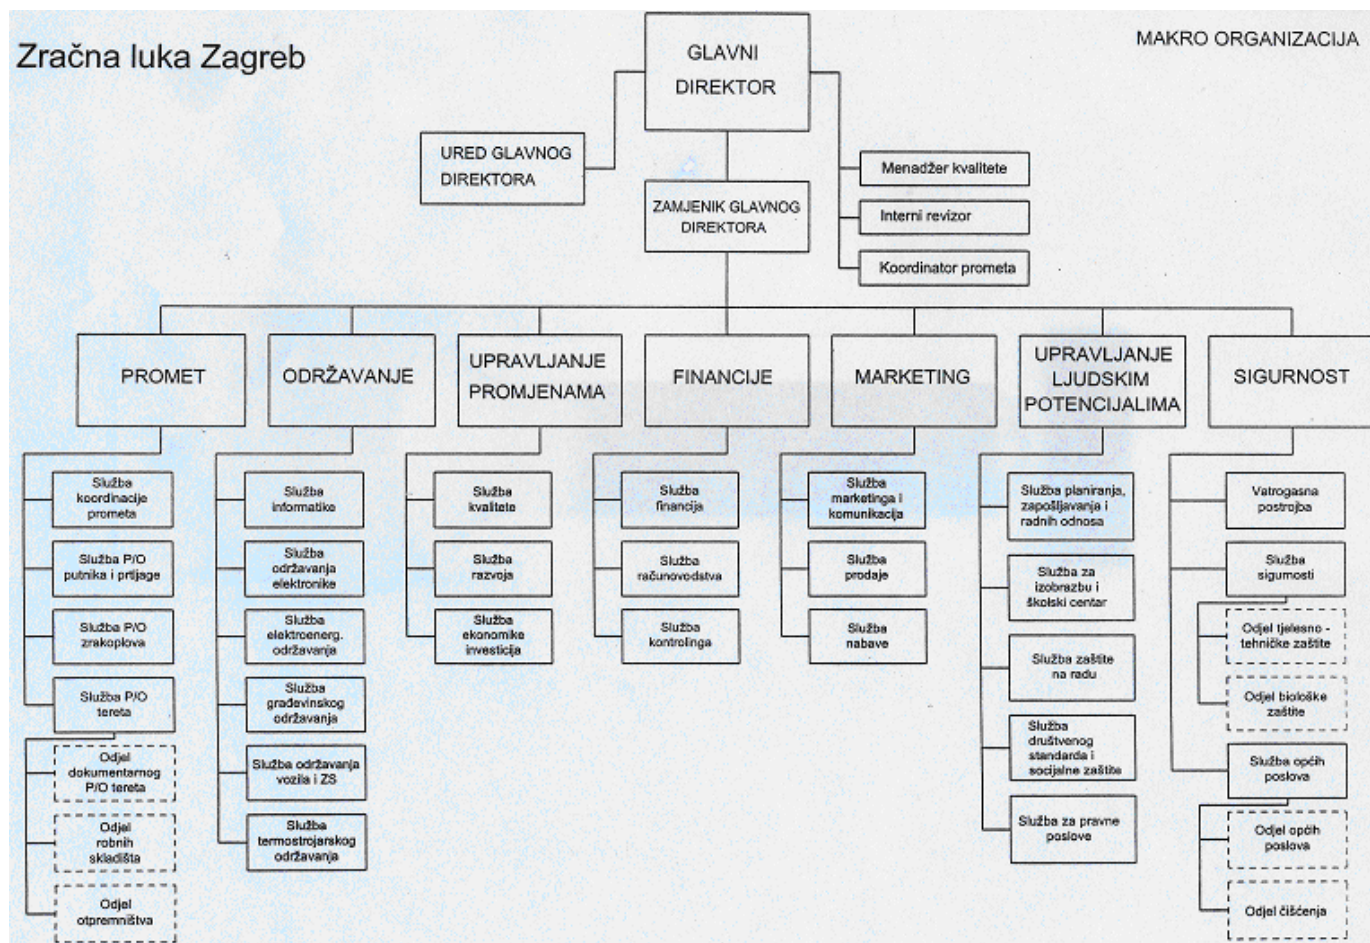 Zračna luka Zagreb
MAKRO ORGANIZACIJA
GLAVNI
DIREKTOR
URED GLAVNOG
DIREKTORA
ZAMJENIK GLAVNOG
DIREKTORA
Menadžer kvalitete
Interni revizor
Koordinator prometa
PROMET
ODRŽAVANJE
UPRAVLJANJE
PROMJENAMA
FINANCIJE
MARKETING
UPRAVLJANJE
LJUDSKIM
POTENCIJALIMA
SIGURNOST
Služba
koordinacije
prometa
Služba P/O
putnika i prtljage
Služba P/O
zrakoplova
Služba P/O
tereta
Odjel
dokumentarnog
P/O tereta
Odjel
robnih
skladišta
Odjel
otpremništva
Služba
informatike
Služba
održavanja
elektronike
Služba
elektroenerg.
održavanja
Služba
građevinskog
održavanja
Služba održavanja
vozila i ZS
Služba
termostrojarskog
održavanja
Služba
kvalitete
Služba
razvoja
Služba
ekonomike
investicija
Služba
financija
Služba
računovodstva
Služba
kontrolinga
Služba
marketinga i
komunikacija
Služba
prodaje
Služba
nabave
Služba planiranja,
zapošljavanja i
radnih odnosa
Služba za
izobrazbu i
školski centar
Služba zaštite
na radu
Služba
društvenog
standarda i
socijalne zaštite
Služba za pravne
poslove
Vatrogasna
postrojba
Služba
sigurnosti
Odjel tjelesno -
tehničke zaštite
Odjel biološke
zaštite
Služba općih
poslova
Odjel općih
poslova
Odjel čišćenja